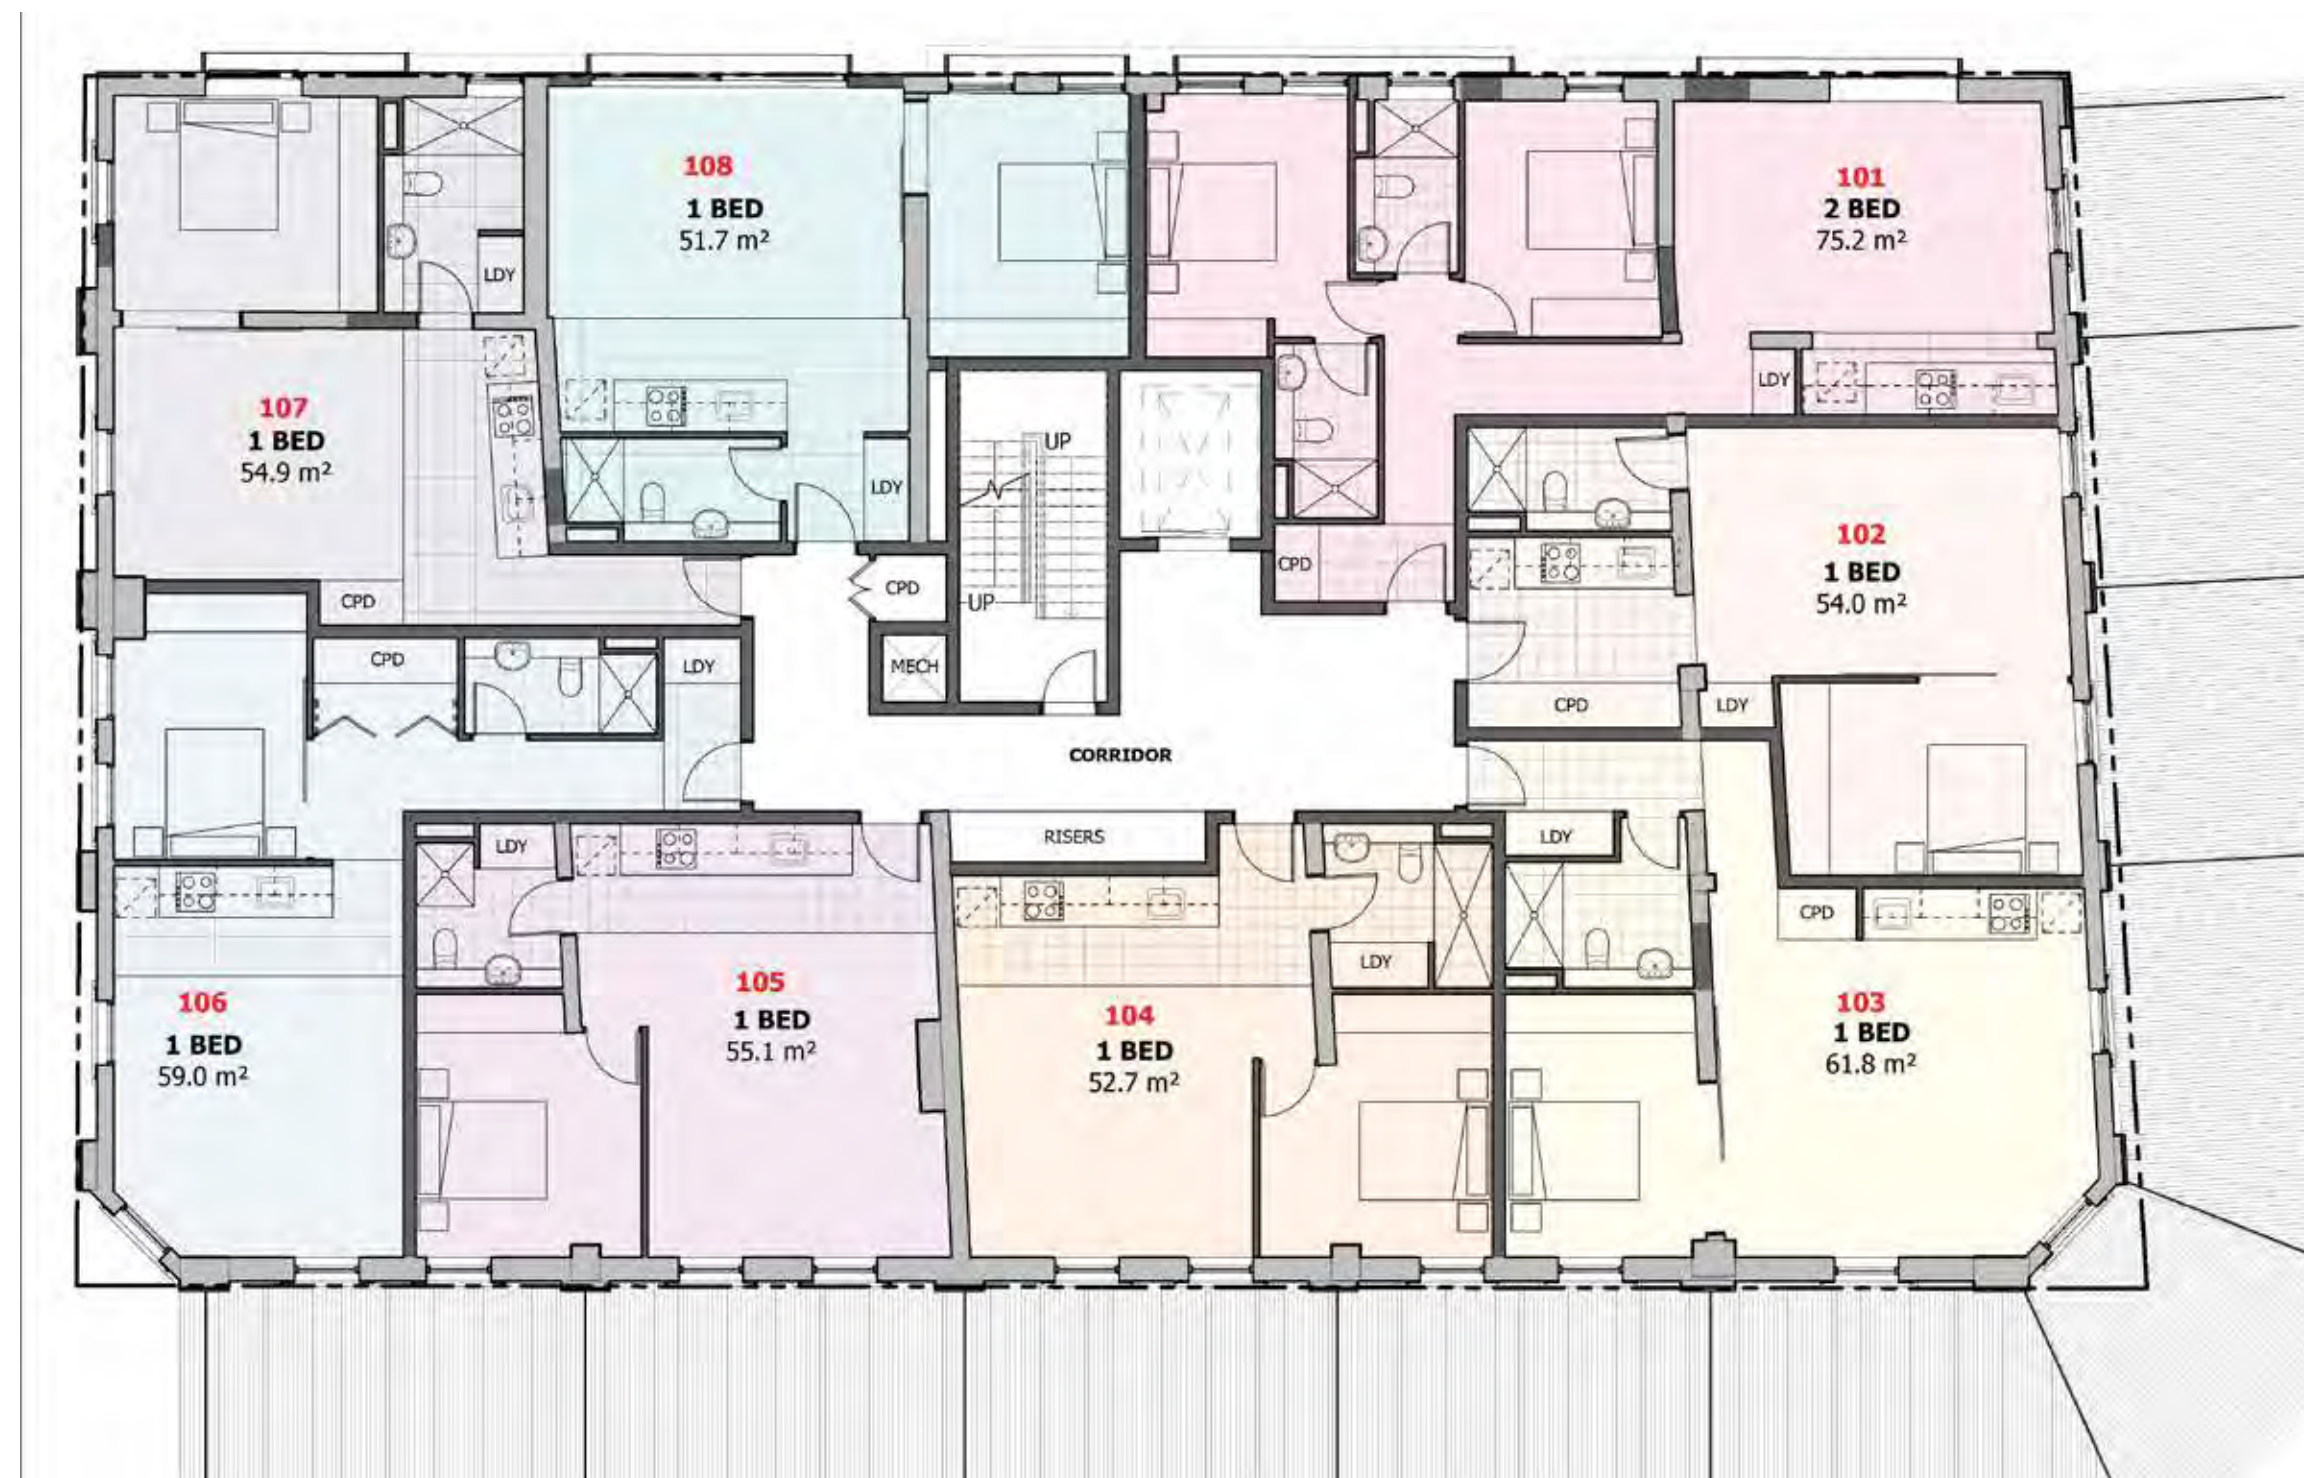 108
1 BED
51.7 m²
101
2 BED
75.2 m²
LDY
LDY
107
1 BED
54.9 m²
UP
LDY
102
1 BED
54.0 m²
CPD
CPD
CPD
UP
CPD
LDY
MECH
CPD
LDY
CORRIDOR
LDY
RISERS
LDY
CPD
LDY
106
1 BED
59.0 m²
105
1 BED
55.1 m²
104
1 BED
52.7 m²
103
1 BED
61.8 m²